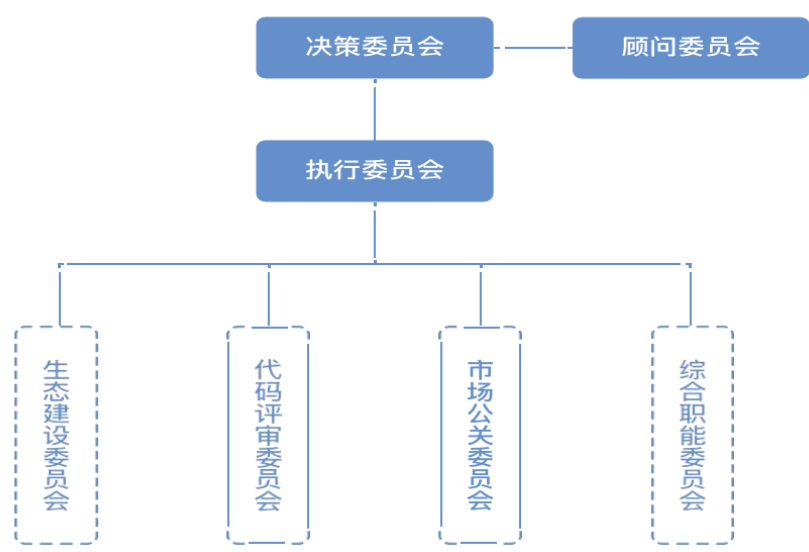 决策委员会
顾问委员会
执行委员会
生态建设委员会
代码评审委员会
市场公关委员会
综合职能委员会